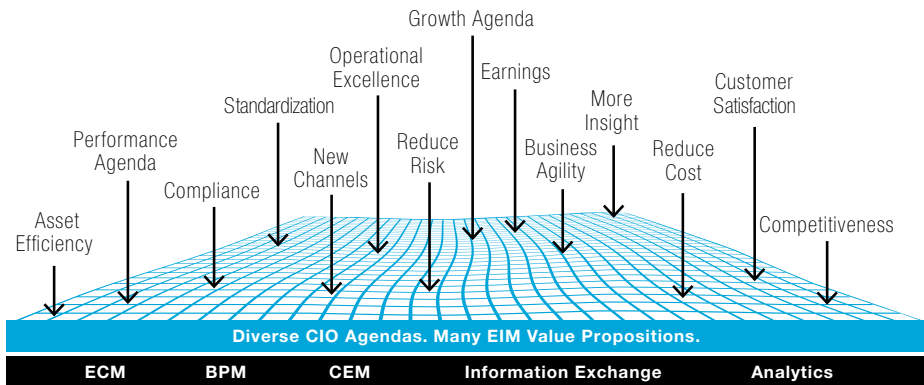 Growth Agenda
Operational
Excellence
Earnings
Customer
Satisfaction
More
Insight
Standardization
Performance
Agenda
New
Channels
Reduce
Risk
Business
Agility
Reduce
Cost
Compliance
Asset
Efficiency
Competitiveness
Diverse CIO Agendas. Many EIM Value Propositions.
ECM BPM CEM Information Exchange Analytics